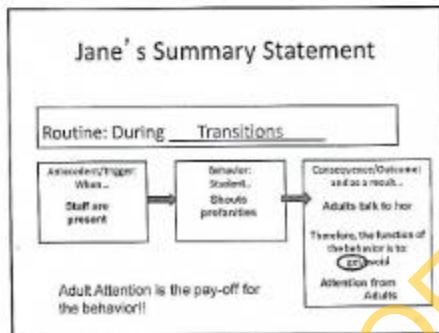 Jane's Summary Statement
Routine: During Transitions
Antecedent/Trigger:
When...
Staff are
present
Behavior:
Student...
Shouts
profanities
Consequence/Outcome:
and as a result...
Adults talk to her
Therefore, the function of
the behavior is to:
get/avoid
Attention from
Adults
Adult Attention is the pay-off for
the behavior!!